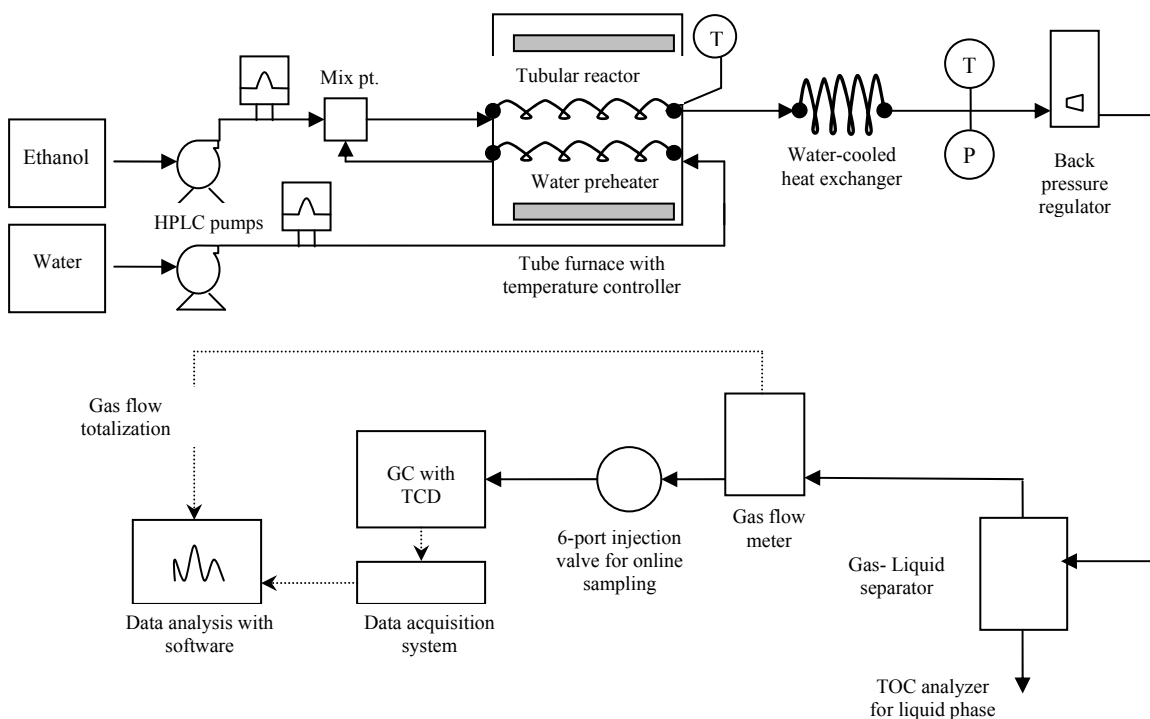 Ethanol
Water
HPLC pumps
Mix pt.
Tubular reactor
Water preheater
Tube furnace with
temperature controller
T
Water-cooled
heat exchanger
T
P
Back
pressure
regulator
Gas flow
totalization
GC with
TCD
6-port injection
valve for online
sampling
Gas flow
meter
Gas- Liquid
separator
Data analysis with
software
Data acquisition
system
TOC analyzer
for liquid phase